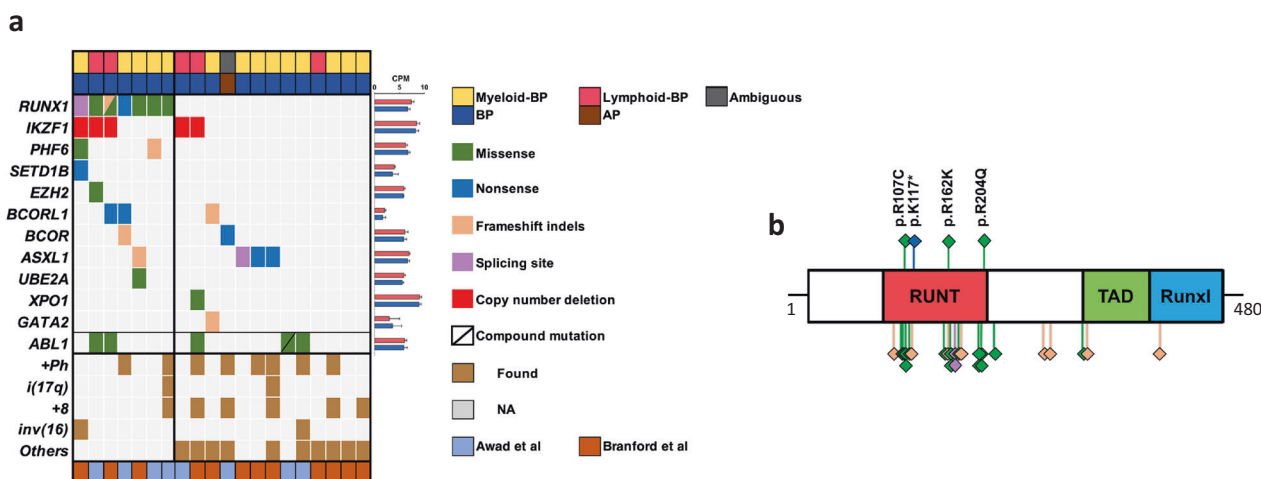 a
CPM
0 5 10
RUNX1
IKZF1
PHF6
SETD1B
EZH2
BCORL1
BCOR
ASXL1
UBE2A
XPO1
GATA2
ABL1
+Ph
i(17q)
+8
inv(16)
Others
Myeloid-BP Lymphoid-BP Ambiguous
BP AP
Missense
Nonsense
Frameshift indels
Splicing site
Copy number deletion
Compound mutation
Found
NA
Awad et al Branford et al
b
p.R107C
p.K117*
p.R162K
p.R204Q
RUNT TAD RunxI
1 480